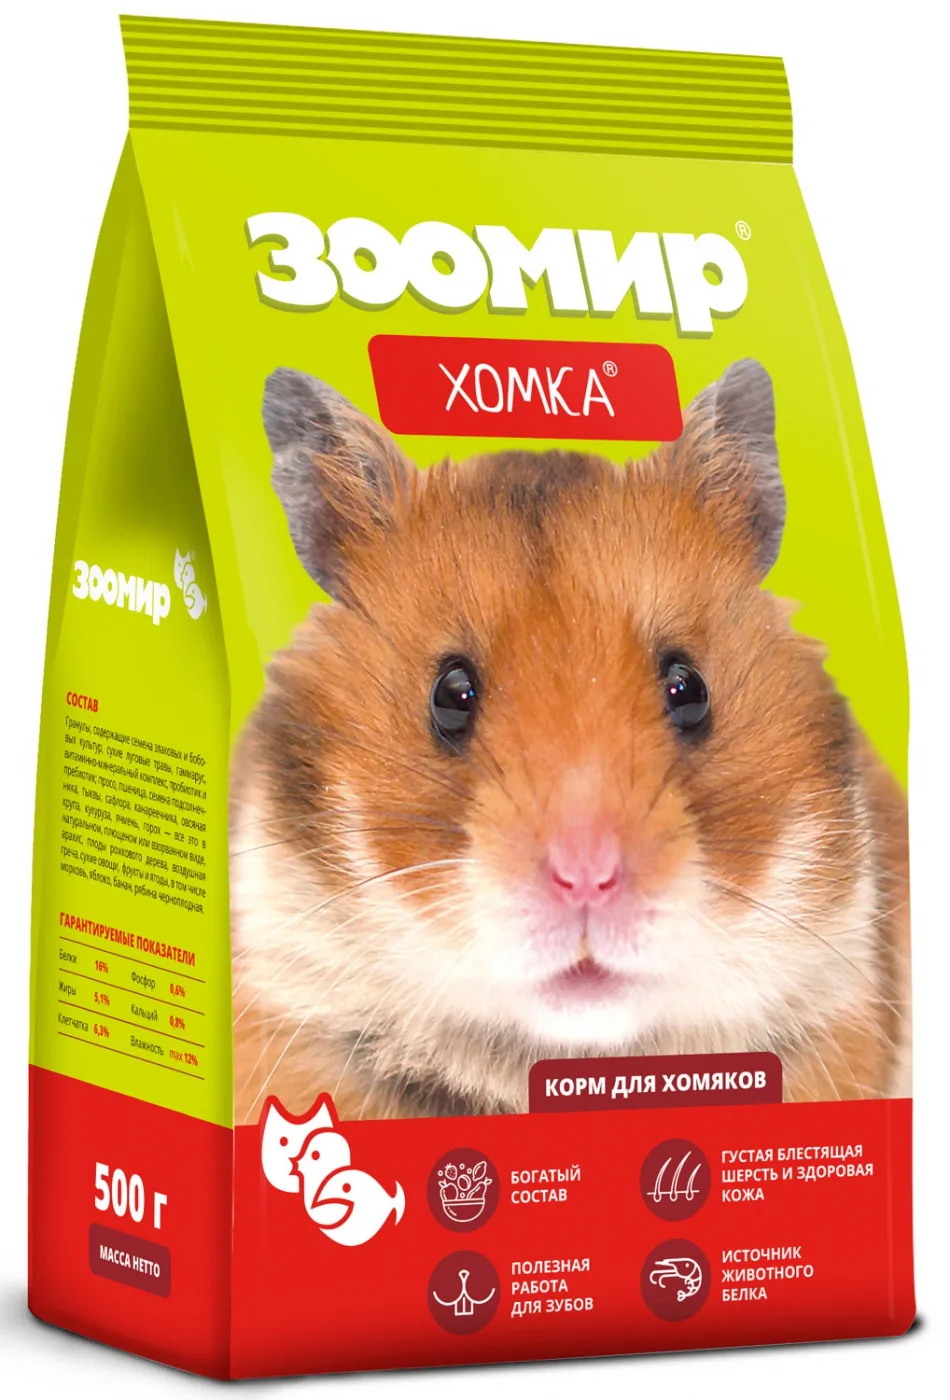 ЗООМИР®
ХОМКА®
ЗООМИР
СОСТАВ
Гранулы, содержащие семена злаковых и бобо-
вых культур, сухие луговые травы, гаммарус,
витаминно-минеральный комплекс, пробиотик и
пребиотик; просо, пшеница, семена подсолнеч-
ника, тыквы, сафлора, канареечника, овсяная
крупа, кукуруза, ячмень, горох — все это в
натуральном, плющеном или взорванном виде,
арахис, плоды рожкового дерева, воздушная
греча, сухие овощи, фрукты и ягоды, в том числе
морковь, яблоко, банан, рябина черноплодная.
ГАРАНТИРУЕМЫЕ ПОКАЗАТЕЛИ
Белки 16% Фосфор 0,6%
Жиры 5,1% Кальций 0,8%
Клетчатка 6,3% Влажность max 12%
500 г
МАССА НЕТТО
КОРМ ДЛЯ ХОМЯКОВ
БОГАТЫЙ
СОСТАВ
ГУСТАЯ БЛЕСТЯЩАЯ
ШЕРСТЬ И ЗДОРОВАЯ
КОЖА
ПОЛЕЗНАЯ
РАБОТА
ДЛЯ ЗУБОВ
ИСТОЧНИК
ЖИВОТНОГО
БЕЛКА